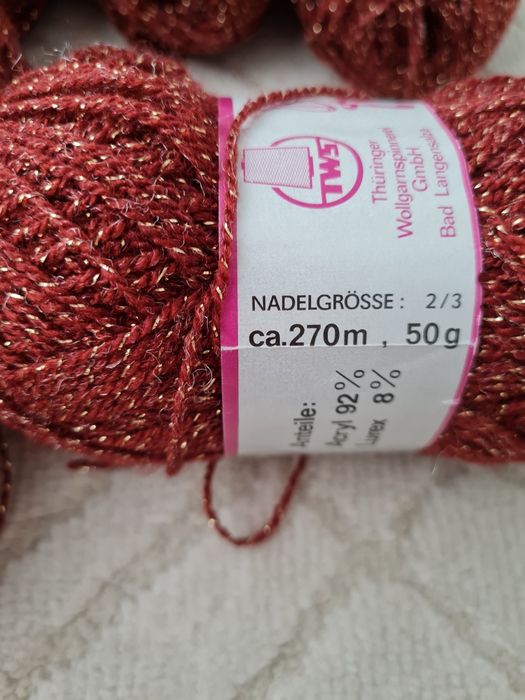 TWS
Thüringer
Wollgarnspinnerei
GmbH
Bad Langensalza
NADELGRÖSSE: 2/3
ca.270m , 50g
Anteile:
Acryl 92%
Lurex 8%